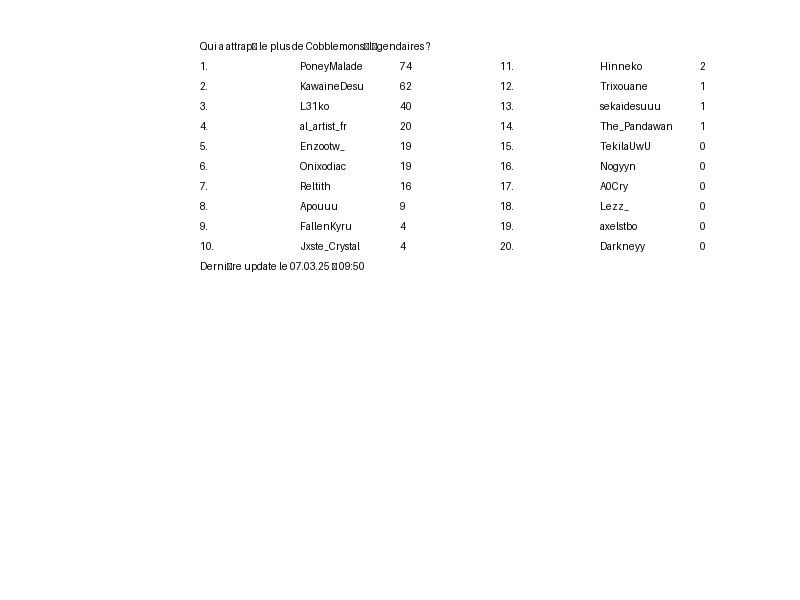 Qui a attrap▯ le plus de Cobblemons l▯gendaires ?
1. PoneyMalade 74 11. Hinneko 2
2. KawaineDesu 62 12. Trixouane 1
3. L31ko 40 13. sekaidesuuu 1
4. al_artist_fr 20 14. The_Pandawan 1
5. Enzootw_ 19 15. TekilaUwU 0
6. Onixodiac 19 16. Nogyyn 0
7. Reltith 16 17. A0Cry 0
8. Apouuu 9 18. Lezz_ 0
9. FallenKyru 4 19. axelstbo 0
10. Jxste_Crystal 4 20. Darkneyy 0
Derni▯re update le 07.03.25 ▯ 09:50